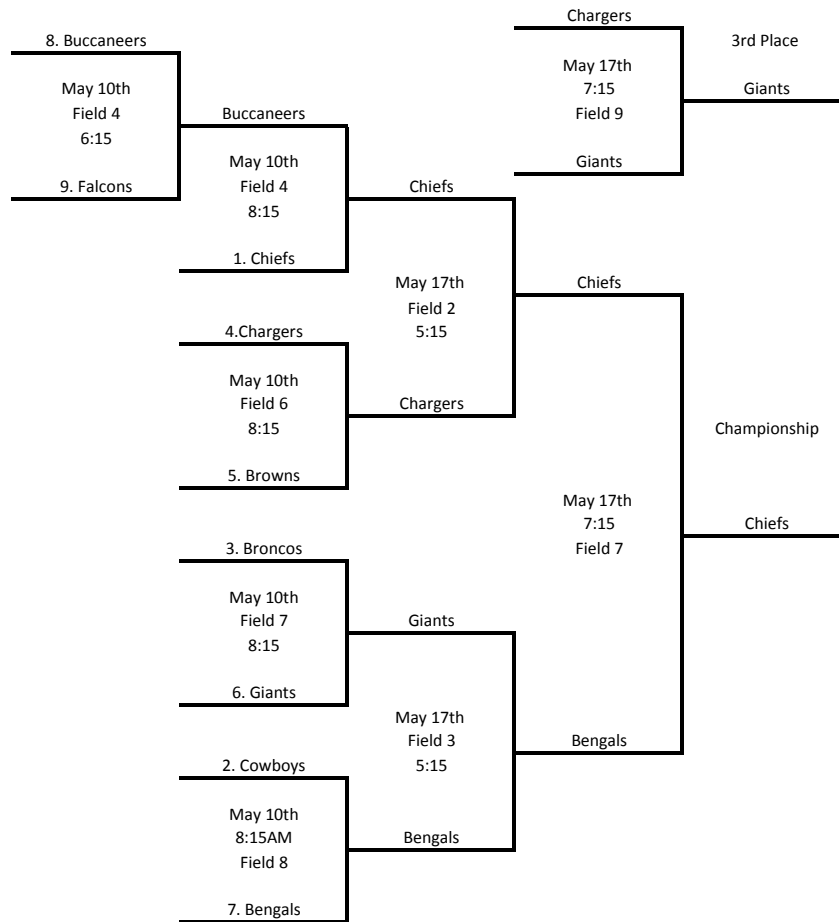 Chargers
8. Buccaneers
3rd Place
May 17th
7:15
Field 9
Giants
May 10th
Field 4
6:15
Buccaneers
Giants
9. Falcons
May 10th
Field 4
8:15
Chiefs
1. Chiefs
May 17th
Field 2
5:15
Chiefs
4.Chargers
May 10th
Field 6
8:15
Chargers
Championship
5. Browns
May 17th
7:15
Field 7
Chiefs
3. Broncos
May 10th
Field 7
8:15
Giants
6. Giants
May 17th
Field 3
5:15
Bengals
2. Cowboys
May 10th
8:15AM
Field 8
Bengals
7. Bengals